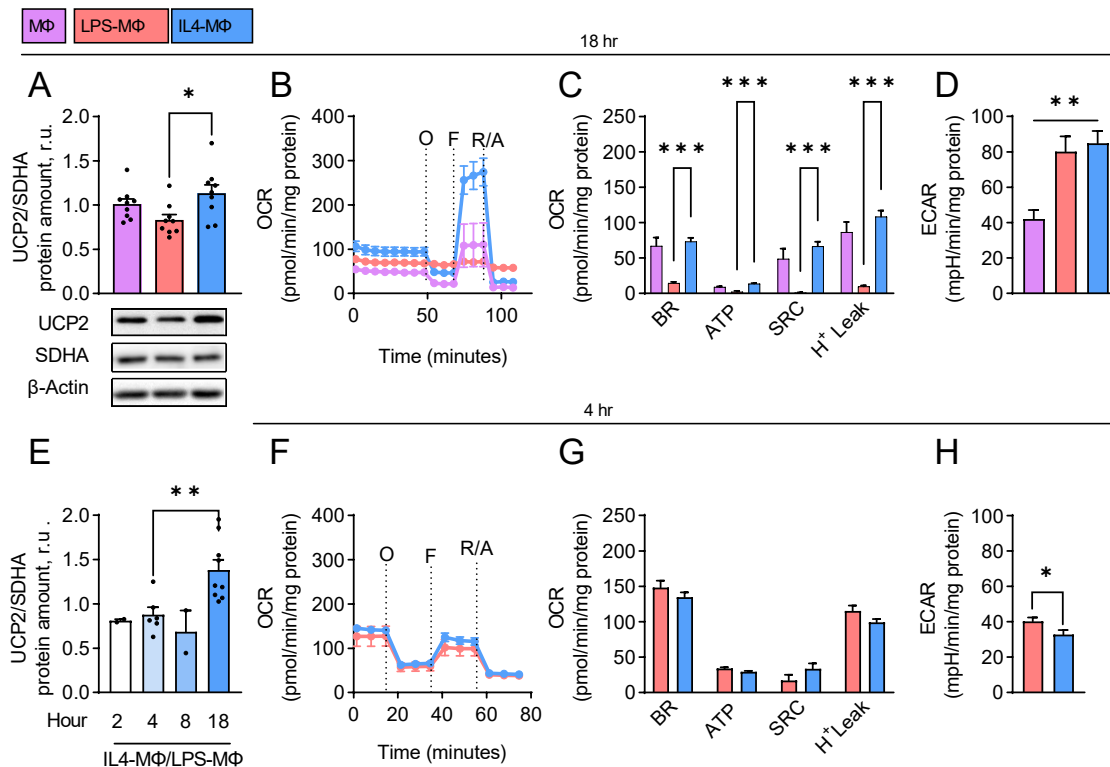 MΦ LPS-MΦ IL4-MΦ
18 hr
A
UCP2/SDHA
protein amount, r.u.
2.0
1.5
1.0
0.5
0.0
*
UCP2
SDHA
β-Actin
B
OCR
(pmol/min/mg protein)
400
300
200
100
0
O F R/A
0 50 100
Time (minutes)
C
OCR
(pmol/min/mg protein)
250
200
150
100
50
0
*** *** *** ***
BR ATP SRC H+ Leak
D
ECAR
(mpH/min/mg protein)
100
80
60
40
20
0
**
4 hr
E
UCP2/SDHA
protein amount, r.u.
2.0
1.5
1.0
0.5
0.0
**
Hour 2 4 8 18
IL4-MΦ/LPS-MΦ
F
OCR
(pmol/min/mg protein)
400
300
200
100
0
O F R/A
0 20 40 60 80
Time (minutes)
G
OCR
(pmol/min/mg protein)
250
200
150
100
50
0
BR ATP SRC H+Leak
H
ECAR
(mpH/min/mg protein)
100
80
60
40
20
0
*